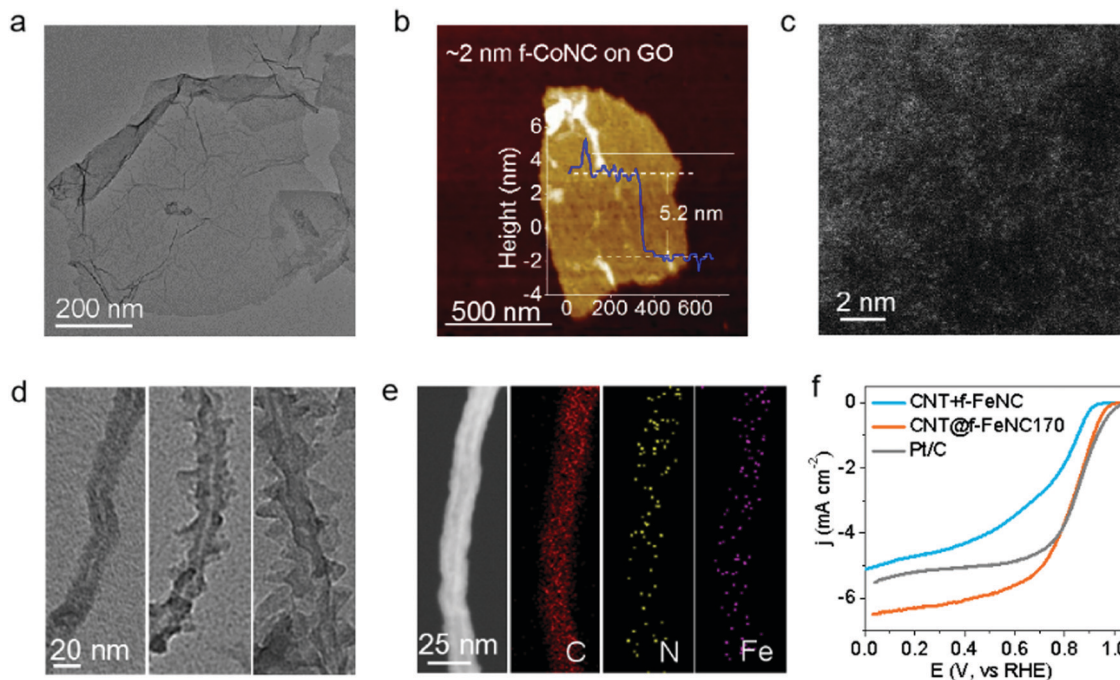 a
200 nm
b
~2 nm f-CoNC on GO
Height (nm)
6
4
2
0
-2
-4
5.2 nm
0 200 400 600
500 nm
c
2 nm
d
20 nm
e
25 nm
C
N
Fe
f
CNT+f-FeNC
CNT@f-FeNC170
Pt/C
j (mA cm⁻²)
0
-2
-4
-6
0.0 0.2 0.4 0.6 0.8 1.0
E (V, vs RHE)